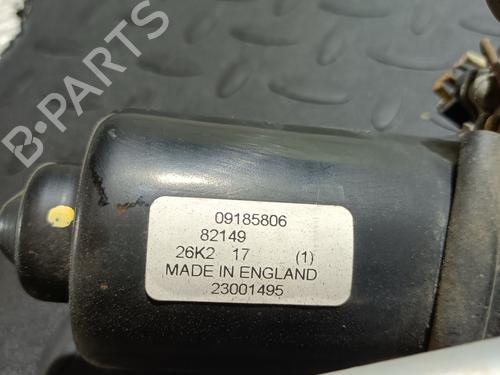 B-PARTS
09185806
82149
26K2 17 (1)
MADE IN ENGLAND
23001495